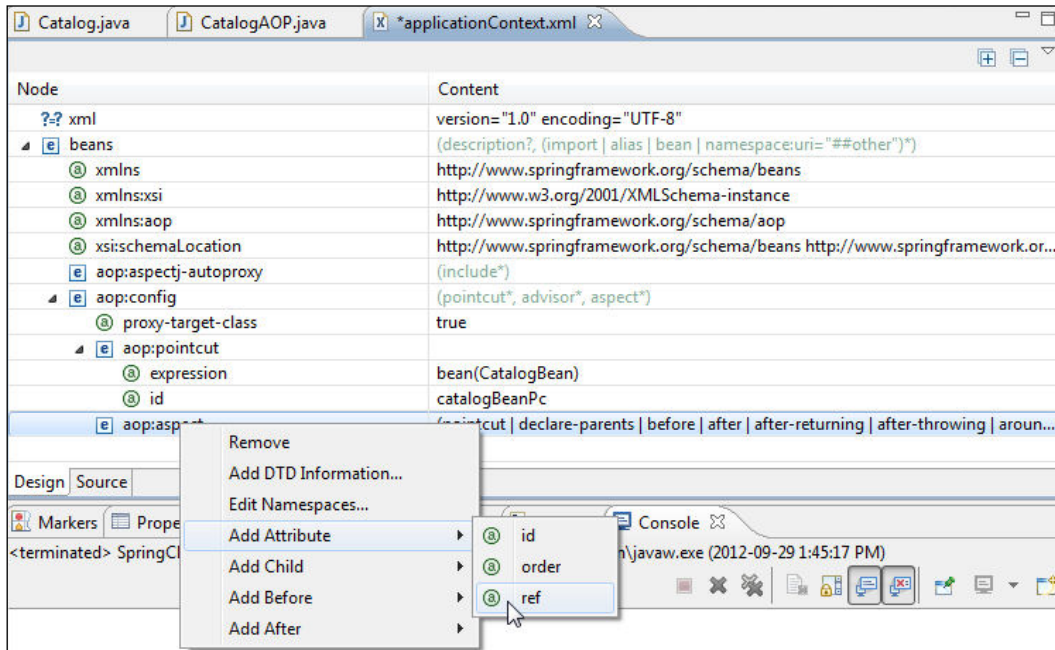 Catalog.java CatalogAOP.java *applicationContext.xml
Node Content
?=? xml version="1.0" encoding="UTF-8"
e beans (description?, (import | alias | bean | namespace:uri="##other")*)
a xmlns http://www.springframework.org/schema/beans
a xmlns:xsi http://www.w3.org/2001/XMLSchema-instance
a xmlns:aop http://www.springframework.org/schema/aop
a xsi:schemaLocation http://www.springframework.org/schema/beans http://www.springframework.or...
e aop:aspectj-autoproxy (include*)
e aop:config (pointcut*, advisor*, aspect*)
a proxy-target-class true
e aop:pointcut
a expression bean(CatalogBean)
a id catalogBeanPc
e aop:aspect (pointcut | declare-parents | before | after | after-returning | after-throwing | aroun...
Remove
Add DTD Information...
Edit Namespaces...
Add Attribute
Add Child
Add Before
Add After
a id
a order
a ref
Design Source
Markers Prope Console
<terminated> SpringCl n\javaw.exe (2012-09-29 1:45:17 PM)